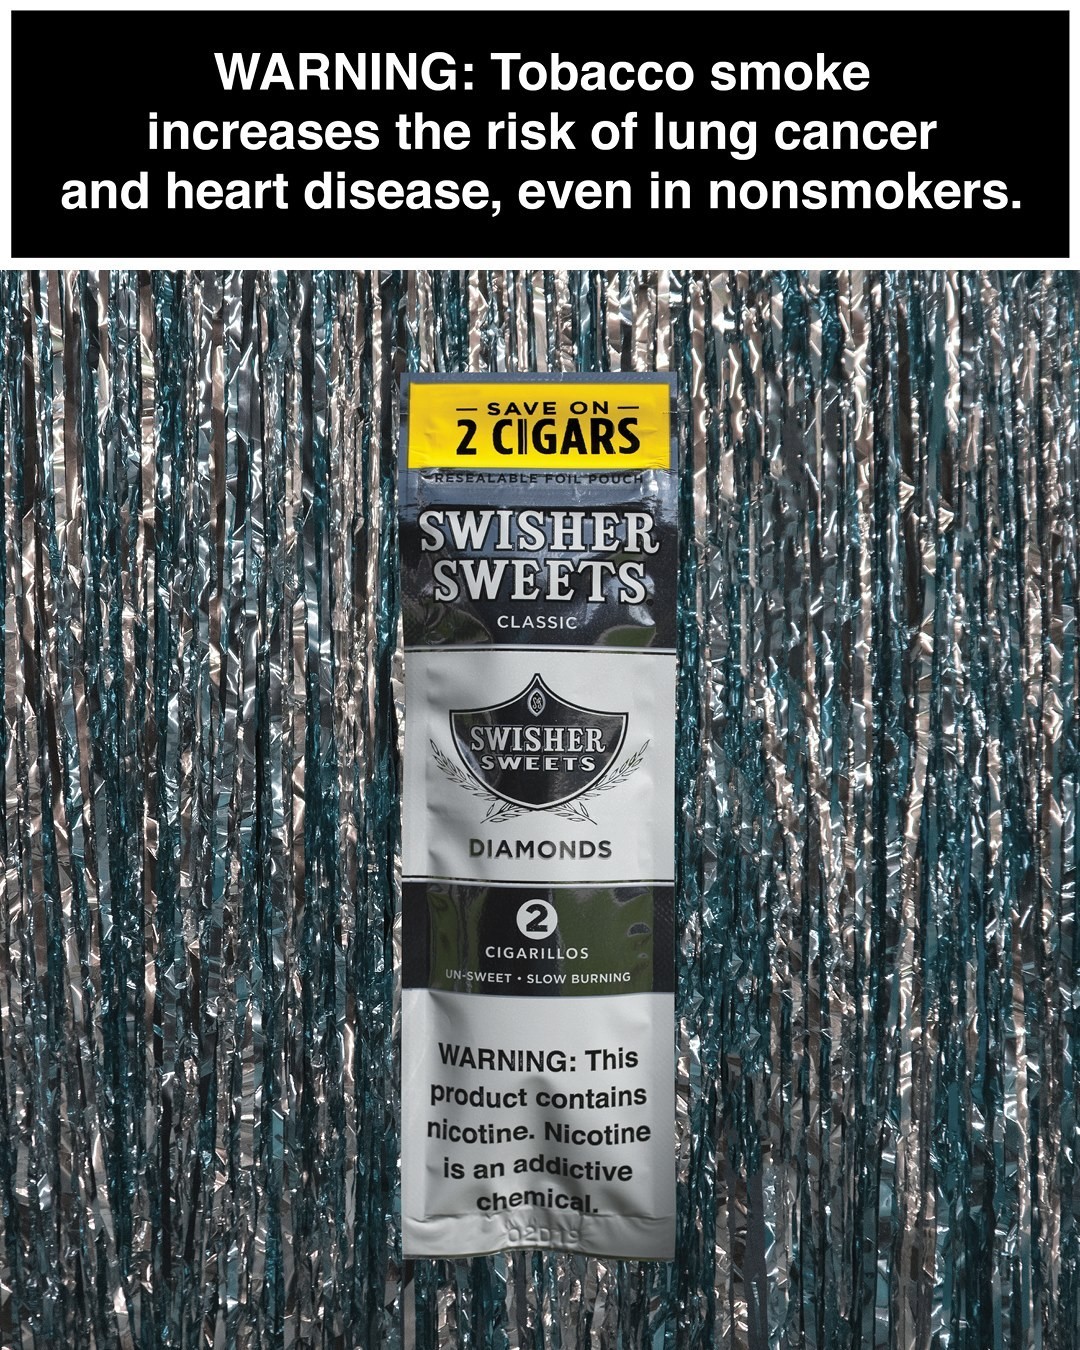 WARNING: Tobacco smoke
increases the risk of lung cancer
and heart disease, even in nonsmokers.
SAVE ON
2 CIGARS
RESEALABLE FOIL POUCH
SWISHER
SWEETS
CLASSIC
SS
SWISHER
SWEETS
DIAMONDS
2
CIGARILLOS
UN-SWEET • SLOW BURNING
WARNING: This
product contains
nicotine. Nicotine
is an addictive
chemical.